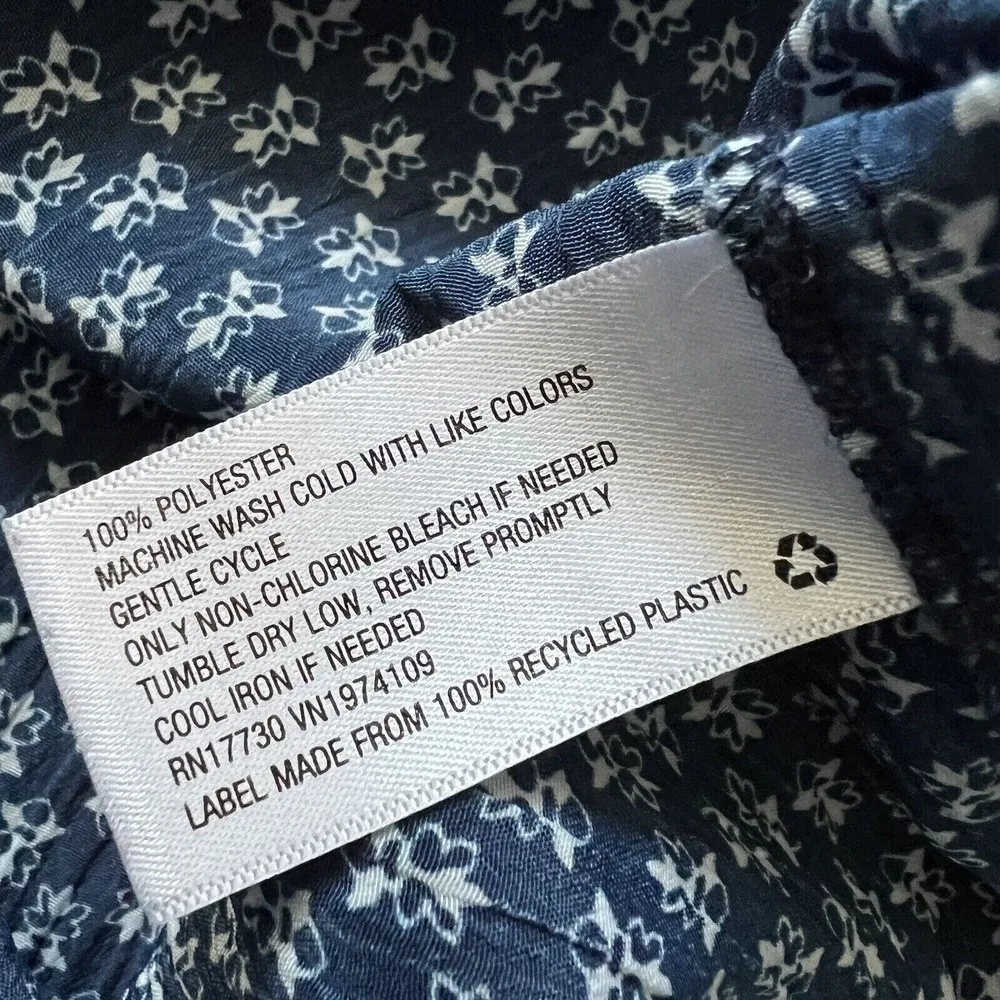 100% POLYESTER
MACHINE WASH COLD WITH LIKE COLORS
GENTLE CYCLE
ONLY NON-CHLORINE BLEACH IF NEEDED
TUMBLE DRY LOW, REMOVE PROMPTLY
COOL IRON IF NEEDED
RN17730 VN1974109
LABEL MADE FROM 100% RECYCLED PLASTIC